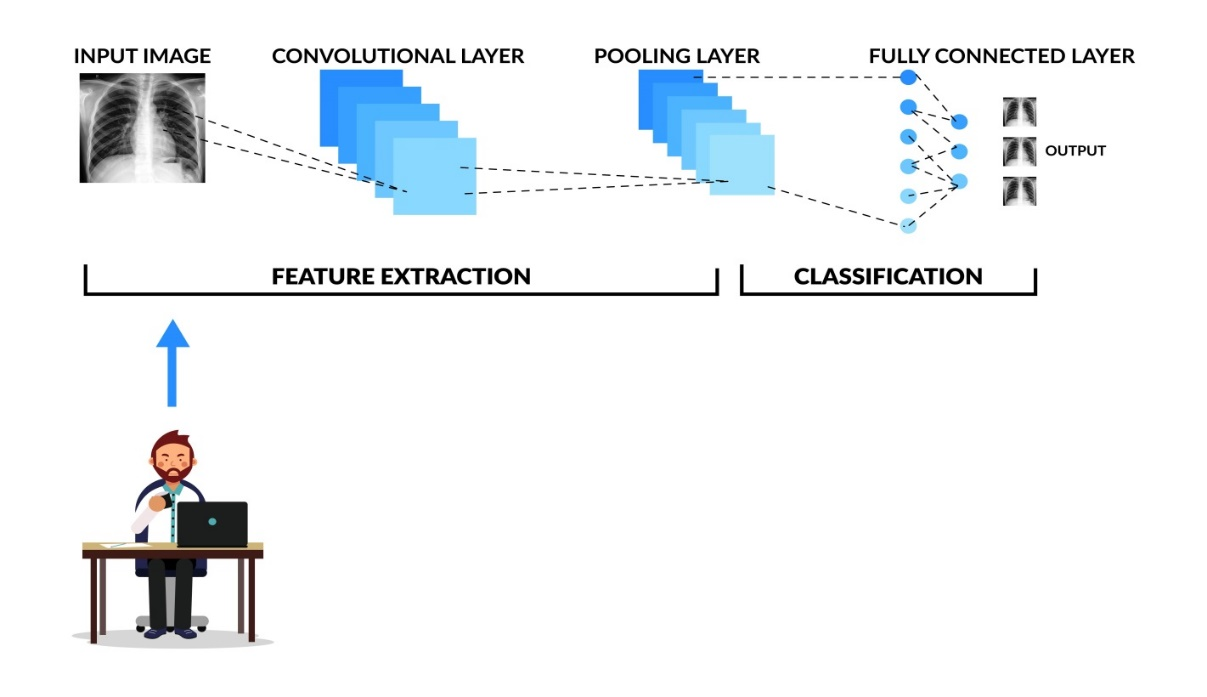 INPUT IMAGE
CONVOLUTIONAL LAYER
POOLING LAYER
FULLY CONNECTED LAYER
OUTPUT
FEATURE EXTRACTION
CLASSIFICATION